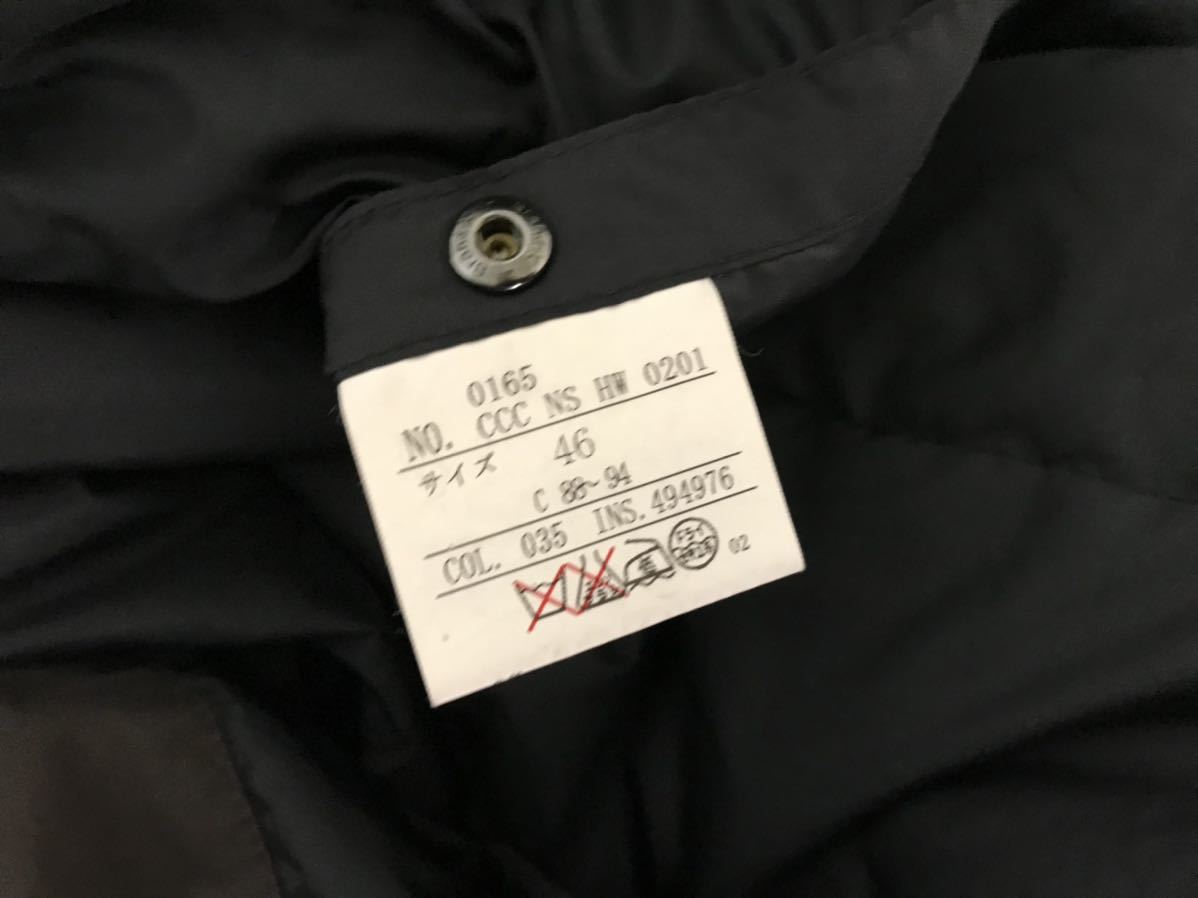 0165
NO. CCC NS HW 0201
サイズ 46
C 88~94
COL. 035 INS. 494976
02